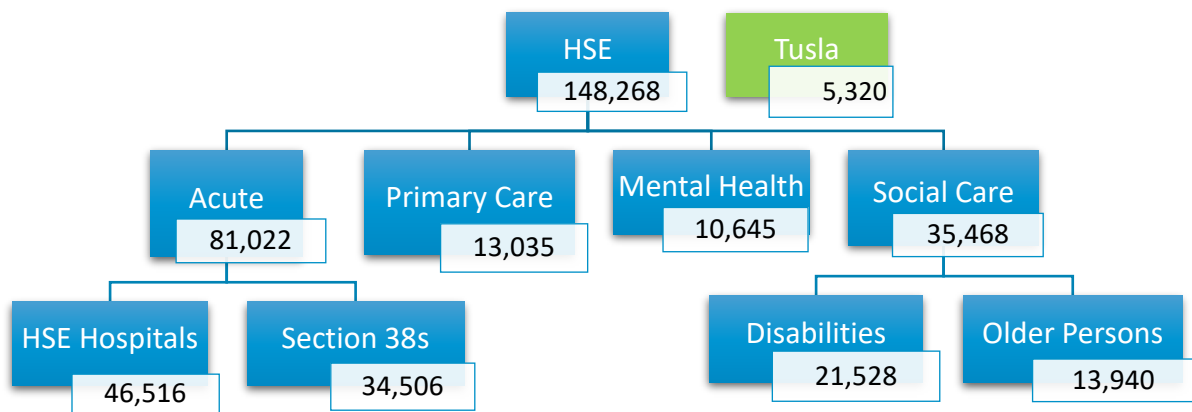 HSE
148,268
Tusla
5,320
Acute
81,022
Primary Care
13,035
Mental Health
10,645
Social Care
35,468
HSE Hospitals
46,516
Section 38s
34,506
Disabilities
21,528
Older Persons
13,940